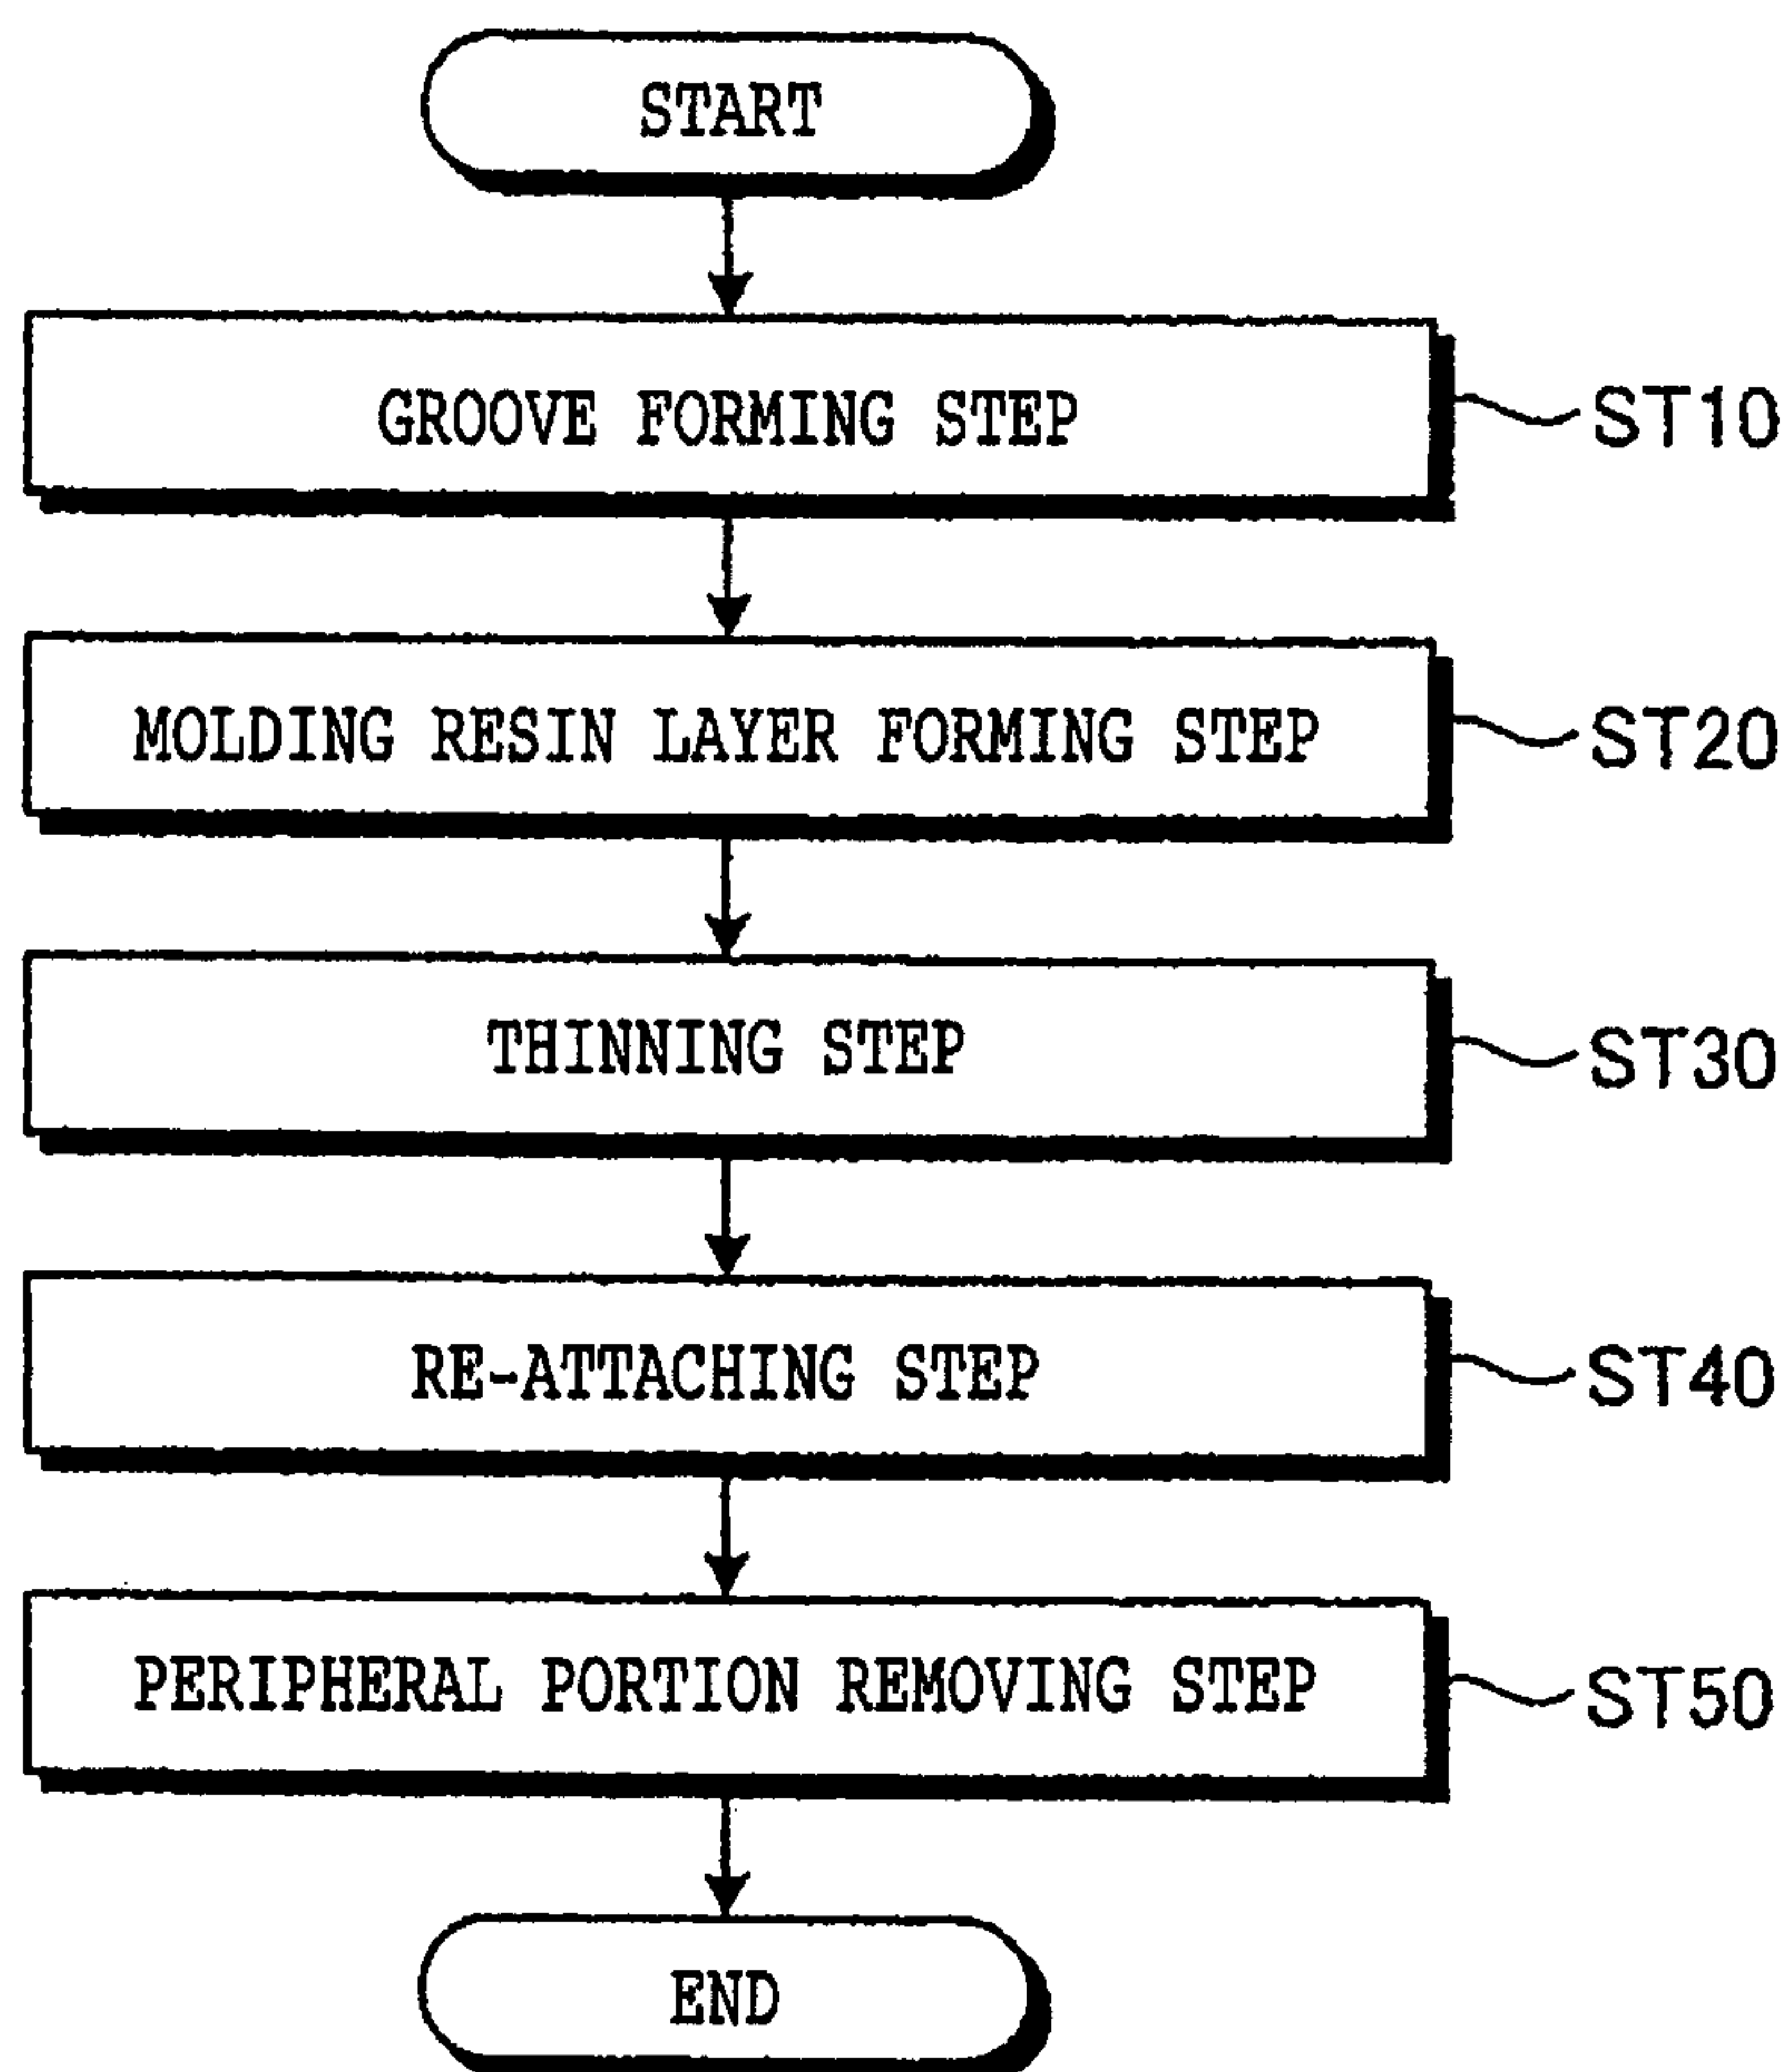 START
GROOVE FORMING STEP
ST10
MOLDING RESIN LAYER FORMING STEP
ST20
THINNING STEP
ST30
RE-ATTACHING STEP
ST40
PERIPHERAL PORTION REMOVING STEP
ST50
END